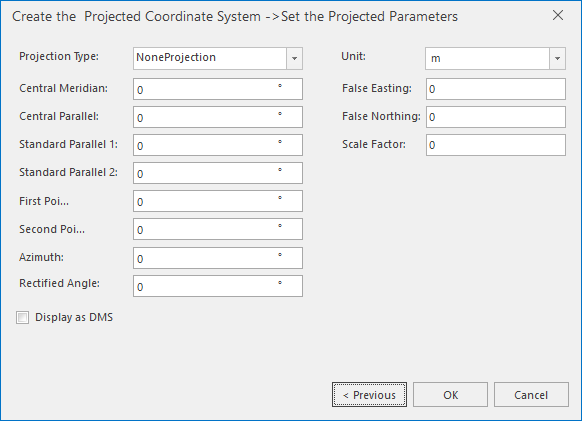 Create the  Projected Coordinate System ->Set the Projected Parameters
Projection Type: NoneProjection
Unit: m
Central Meridian: 0 °
False Easting: 0
Central Parallel: 0 °
False Northing: 0
Standard Parallel 1: 0 °
Scale Factor: 0
Standard Parallel 2: 0 °
First Poi... 0 °
Second Poi... 0 °
Azimuth: 0 °
Rectified Angle: 0 °
Display as DMS
< Previous
OK
Cancel